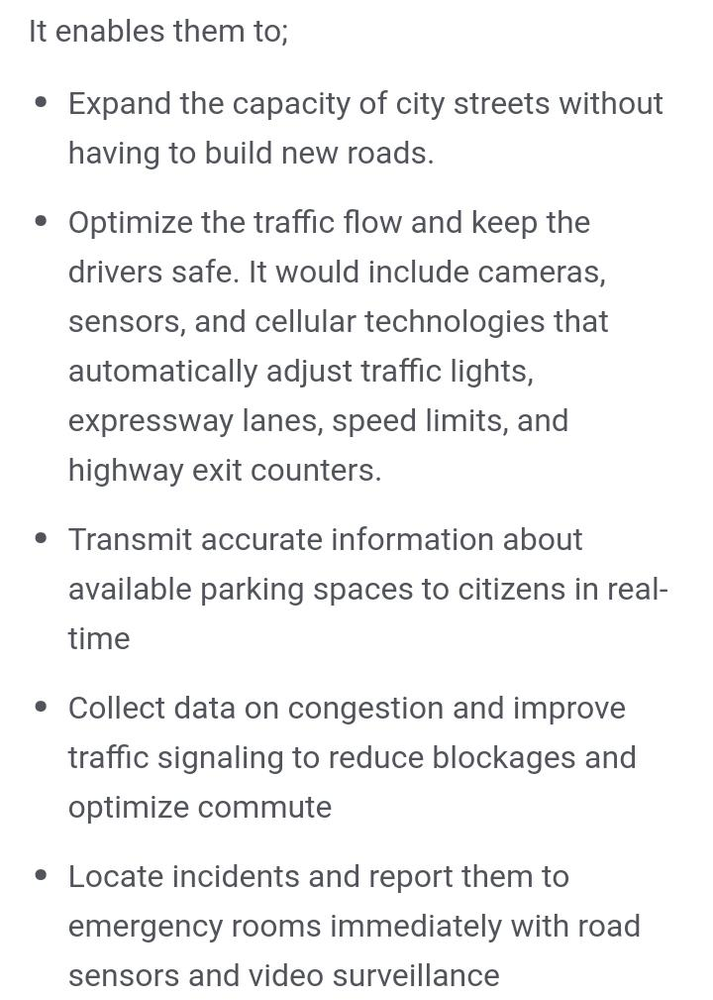 It enables them to;
• Expand the capacity of city streets without
having to build new roads.
• Optimize the traffic flow and keep the
drivers safe. It would include cameras,
sensors, and cellular technologies that
automatically adjust traffic lights,
expressway lanes, speed limits, and
highway exit counters.
• Transmit accurate information about
available parking spaces to citizens in real-
time
• Collect data on congestion and improve
traffic signaling to reduce blockages and
optimize commute
• Locate incidents and report them to
emergency rooms immediately with road
sensors and video surveillance